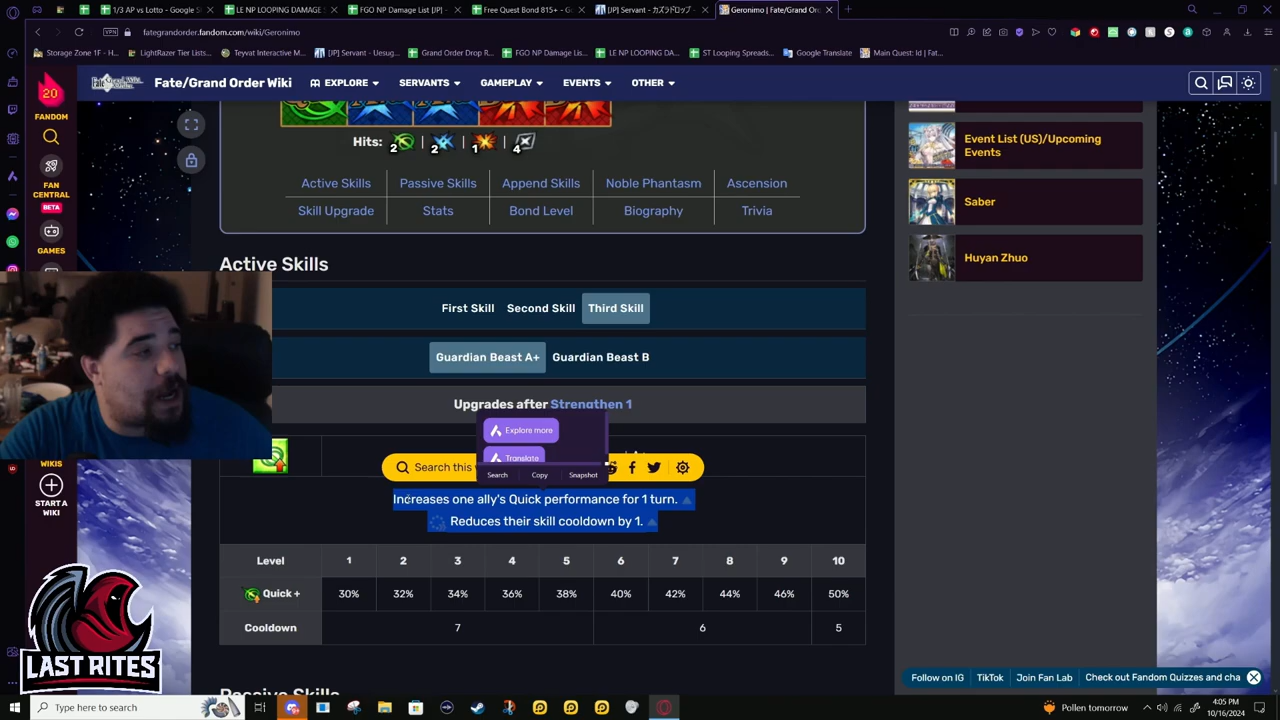 1/3 AP vs Lotto - Google S
LE NP LOOPING DAMAGE S
FGO NP Damage List [JP] -
Free Quest Bond 815+ - Go
[JP] Servant - カズラドロップ -
Geronimo | Fate/Grand Or
VPN
fategrandorder.fandom.com/wiki/Geronimo
Storage Zone 1F - H...
LightRazer Tier Lists...
Teyvat Interactive M...
[JP] Servant - Uesug...
Grand Order Drop R...
FGO NP Damage Lis...
LE NP LOOPING DA...
ST Looping Spreads...
Google Translate
Main Quest: Id | Fat...
20
FANDOM
Fate/Grand Order Wiki
EXPLORE
SERVANTS
GAMEPLAY
EVENTS
OTHER
FAN
CENTRAL
BETA
GAMES
WIKIS
START A
WIKI
Hits: 2 | 2 | 1 | 4
Active Skills
Passive Skills
Append Skills
Noble Phantasm
Ascension
Skill Upgrade
Stats
Bond Level
Biography
Trivia
Event List (US)/Upcoming
Events
Saber
Huyan Zhuo
Active Skills
First Skill
Second Skill
Third Skill
Guardian Beast A+
Guardian Beast B
Upgrades after Strengthen 1
Explore more
Translate
Search this
Search
Copy
Snapshot
Increases one ally's Quick performance for 1 turn.
Reduces their skill cooldown by 1.
Level 1 2 3 4 5 6 7 8 9 10
Quick + 30% 32% 34% 36% 38% 40% 42% 44% 46% 50%
Cooldown 7 6 5
Passive Skills
LAST RITES
Follow on IG
TikTok
Join Fan Lab
Check out Fandom Quizzes and cha
Type here to search
Pollen tomorrow
4:05 PM
10/16/2024